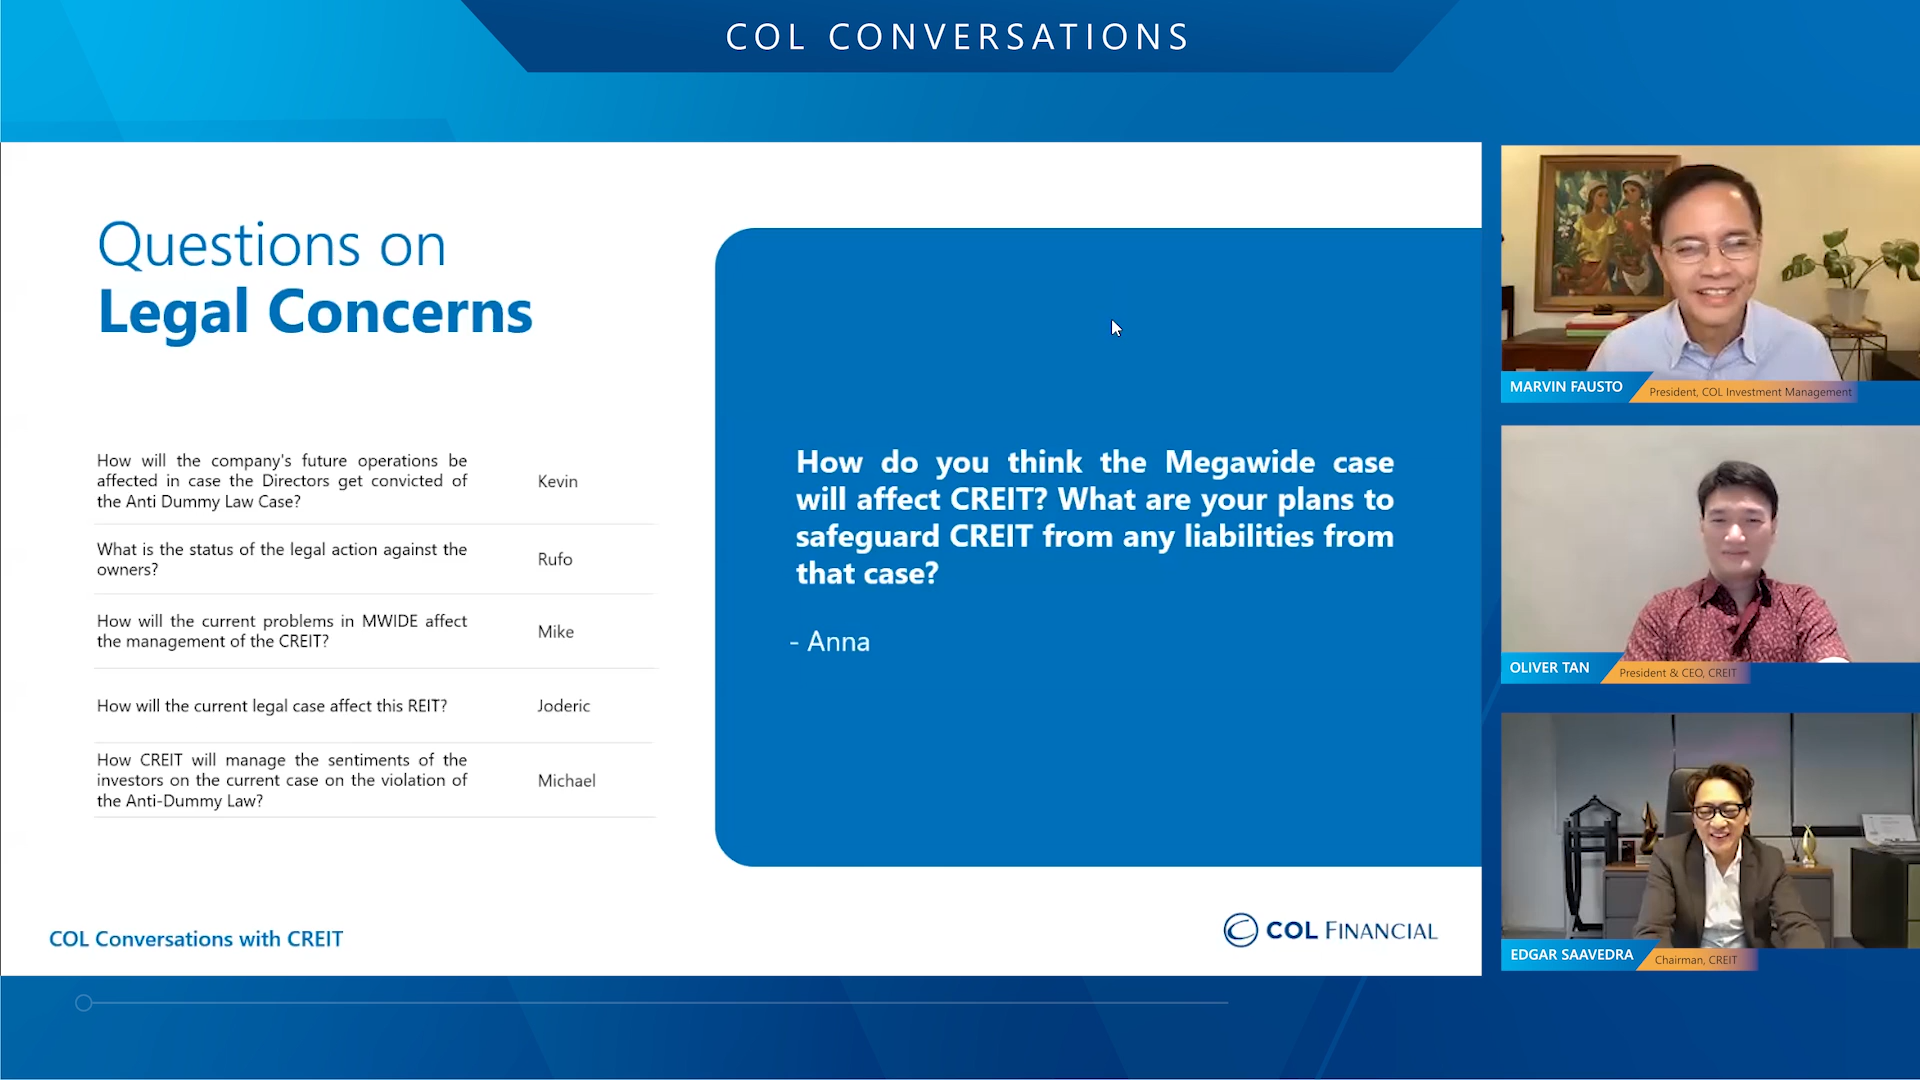 COL CONVERSATIONS
Questions on
Legal Concerns
How will the company's future operations be
affected in case the Directors get convicted of
the Anti Dummy Law Case?
Kevin
What is the status of the legal action against the
owners?
Rufo
How will the current problems in MWIDE affect
the management of the CREIT?
Mike
How will the current legal case affect this REIT?
Joderic
How CREIT will manage the sentiments of the
investors on the current case on the violation of
the Anti-Dummy Law?
Michael
How do you think the Megawide case
will affect CREIT? What are your plans to
safeguard CREIT from any liabilities from
that case?
- Anna
COL Conversations with CREIT
COL FINANCIAL
MARVIN FAUSTO
President, COL Investment Management
OLIVER TAN
President & CEO, CREIT
EDGAR SAAVEDRA
Chairman, CREIT